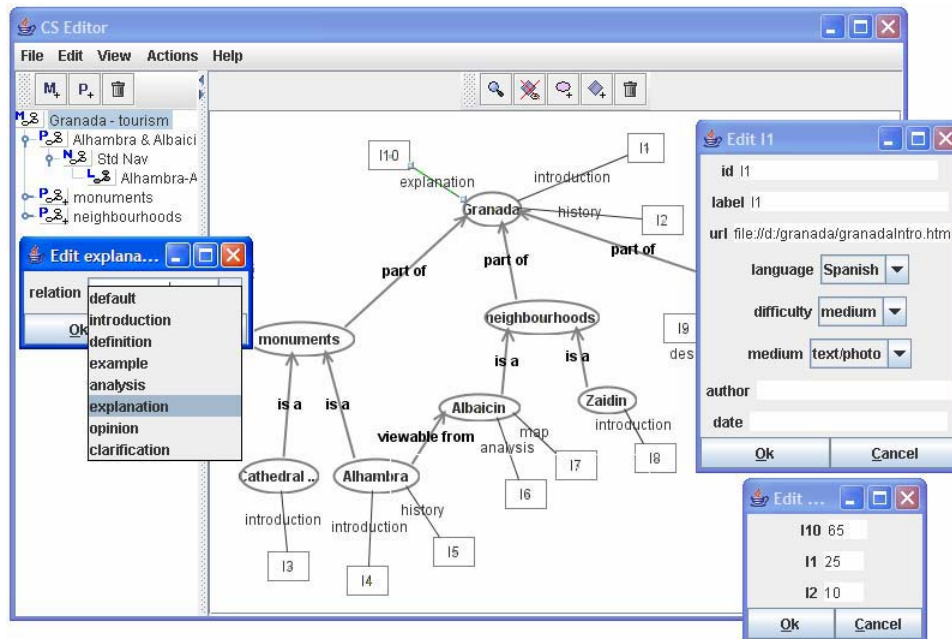 CS Editor
File Edit View Actions Help
M+ P+
Granada - tourism
P Alhambra & Albaici
N Std Nav
L Alhambra-A
P+ monuments
P+ neighbourhoods
I10
explanation
I1
introduction
Granada
history
I2
part of
part of
part of
monuments
neighbourhoods
I9
des
is a
is a
is a
is a
Albaicin
Zaidin
viewable from
analysis
map
introduction
I6
I7
I8
Cathedral ..
Alhambra
introduction
introduction
history
I3
I4
I5
Edit explana...
relation
Ok
default
introduction
definition
example
analysis
explanation
opinion
clarification
Edit I1
id I1
label I1
url file://d:/granada/granadaIntro.htm
language Spanish
difficulty medium
medium text/photo
author
date
Ok Cancel
Edit ...
I10 65
I1 25
I2 10
Ok Cancel